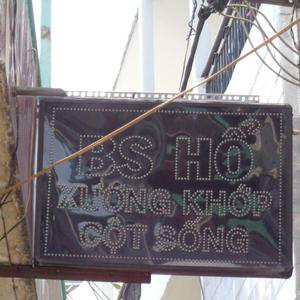 BS HỔ
XƯƠNG KHỚP
CỘT SỐNG